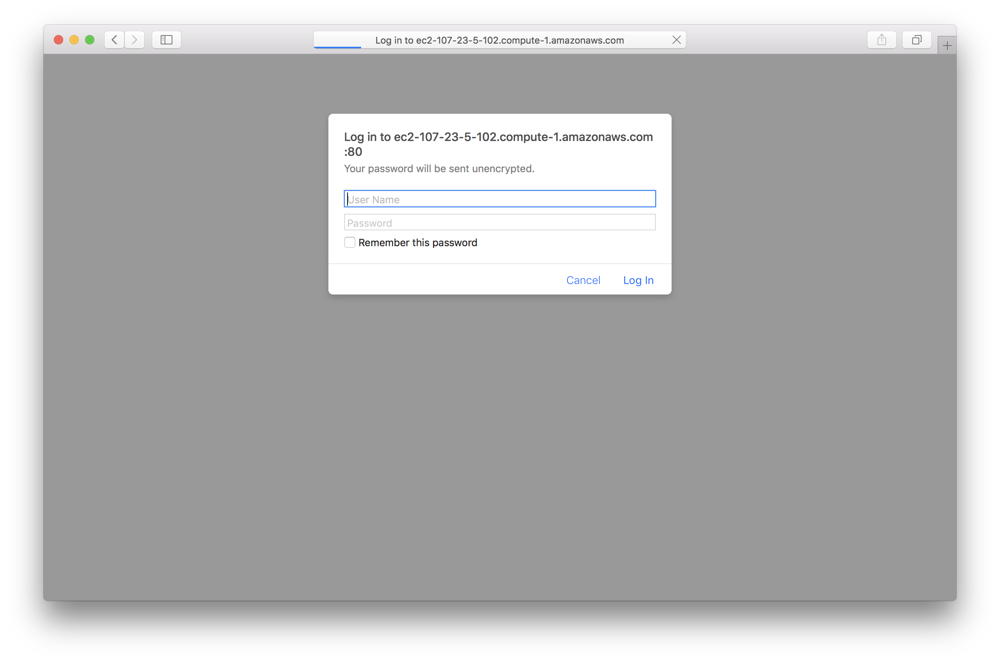 Log in to ec2-107-23-5-102.compute-1.amazonaws.com
Log in to ec2-107-23-5-102.compute-1.amazonaws.com
:80
Your password will be sent unencrypted.
User Name
Password
Remember this password
Cancel Log In